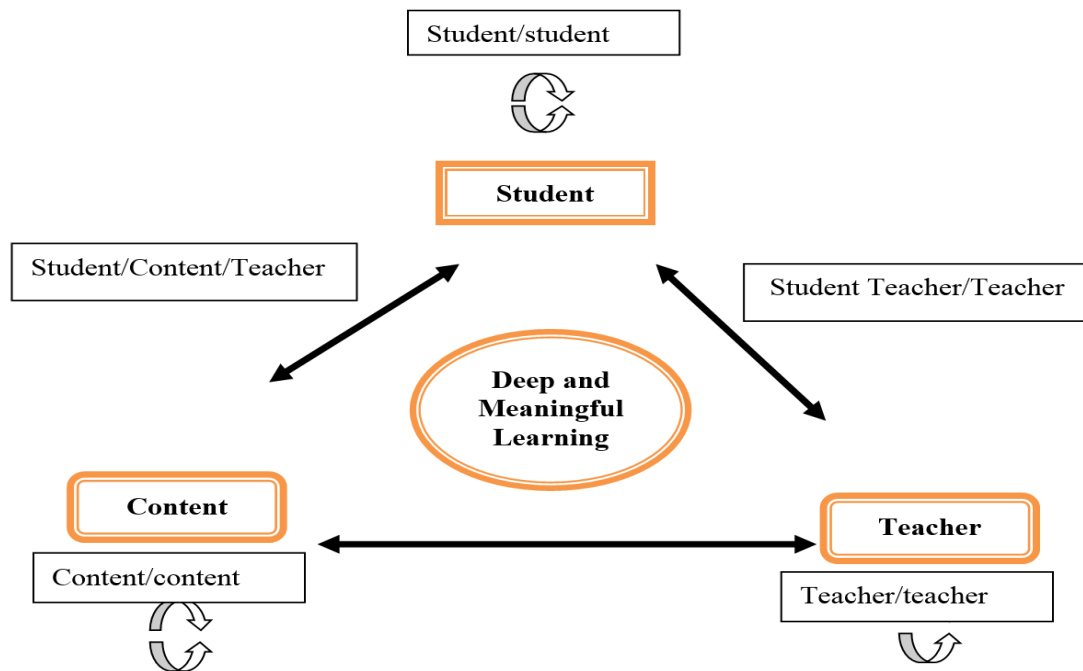 Student/student
Student
Student/Content/Teacher
Student Teacher/Teacher
Deep and
Meaningful
Learning
Content
Teacher
Content/content
Teacher/teacher